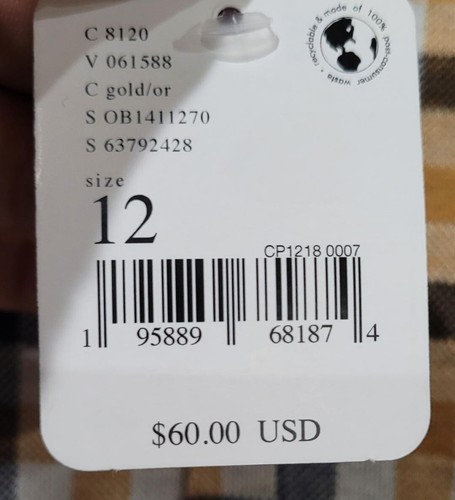 recyclable & made of 100% post-consumer waste •
C 8120
V 061588
C gold/or
S OB1411270
S 63792428
size
12
CP1218 0007
1 95889 68187 4
$60.00 USD